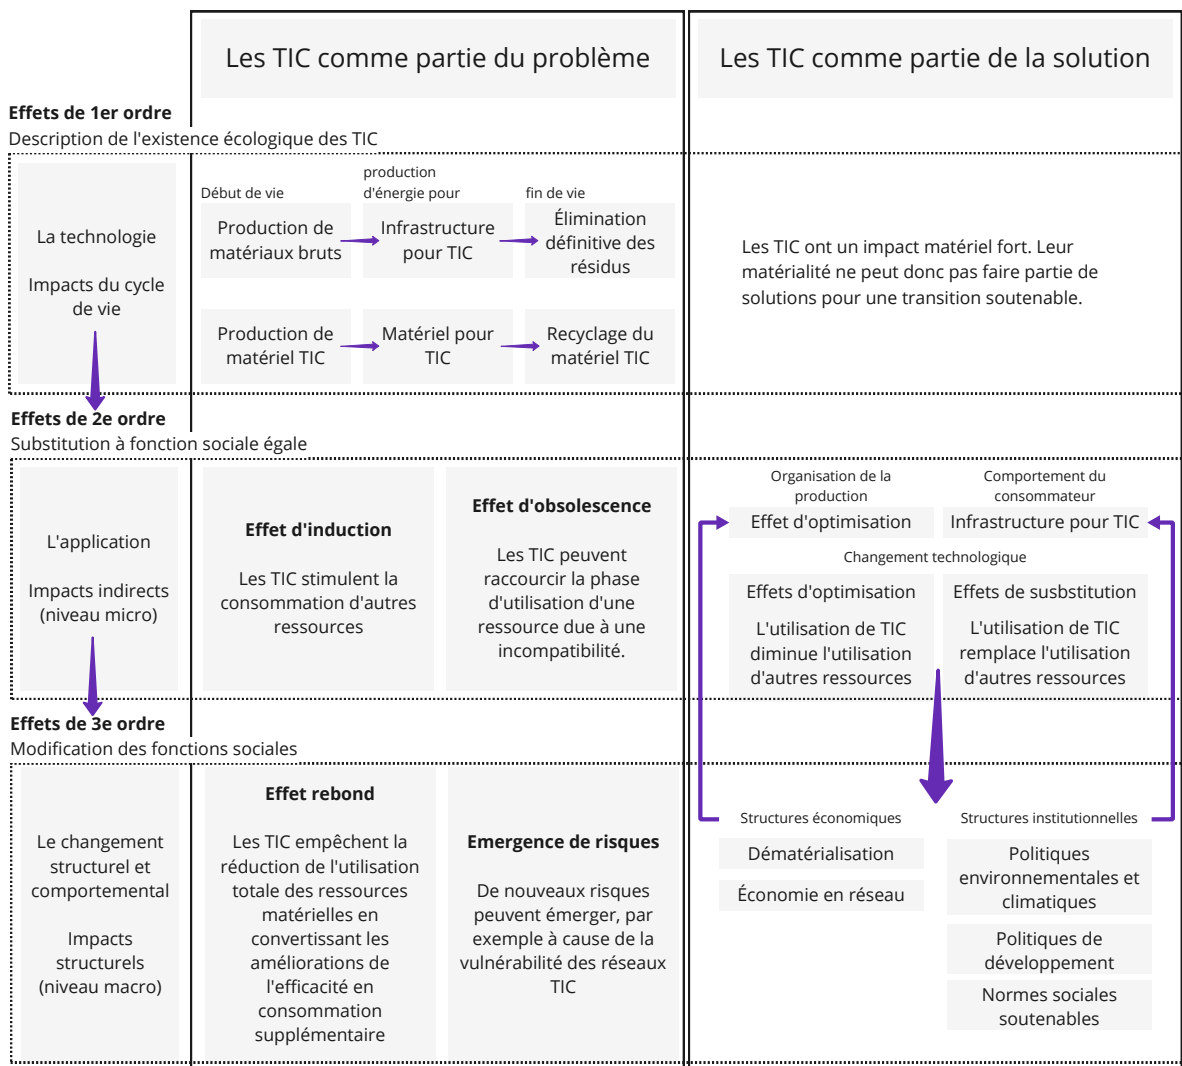 Les TIC comme partie du problème
Les TIC comme partie de la solution
Effets de 1er ordre
Description de l'existence écologique des TIC
La technologie
Impacts du cycle
de vie
Début de vie
production
d'énergie pour
fin de vie
Production de
matériaux bruts
Infrastructure
pour TIC
Élimination
définitive des
résidus
Production de
matériel TIC
Matériel pour
TIC
Recyclage du
matériel TIC
Les TIC ont un impact matériel fort. Leur
matérialité ne peut donc pas faire partie de
solutions pour une transition soutenable.
Effets de 2e ordre
Substitution à fonction sociale égale
L'application
Impacts indirects
(niveau micro)
Effet d'induction
Les TIC stimulent la
consommation d'autres
ressources
Effet d'obsolescence
Les TIC peuvent
raccourcir la phase
d'utilisation d'une
ressource due à une
incompatibilité.
Organisation de la
production
Comportement du
consommateur
Effet d'optimisation
Infrastructure pour TIC
Changement technologique
Effets d'optimisation
L'utilisation de TIC
diminue l'utilisation
d'autres ressources
Effets de susbstitution
L'utilisation de TIC
remplace l'utilisation
d'autres ressources
Effets de 3e ordre
Modification des fonctions sociales
Le changement
structurel et
comportemental
Impacts
structurels
(niveau macro)
Effet rebond
Les TIC empêchent la
réduction de l'utilisation
totale des ressources
matérielles en
convertissant les
améliorations de
l'efficacité en
consommation
supplémentaire
Emergence de risques
De nouveaux risques
peuvent émerger, par
exemple à cause de la
vulnérabilité des réseaux
TIC
Structures économiques
Dématérialisation
Économie en réseau
Structures institutionnelles
Politiques
environnementales et
climatiques
Politiques de
développement
Normes sociales
soutenables